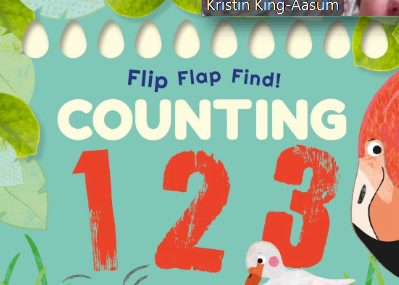 Kristin King-Aasum
Flip Flap Find!
COUNTING
1 2 3